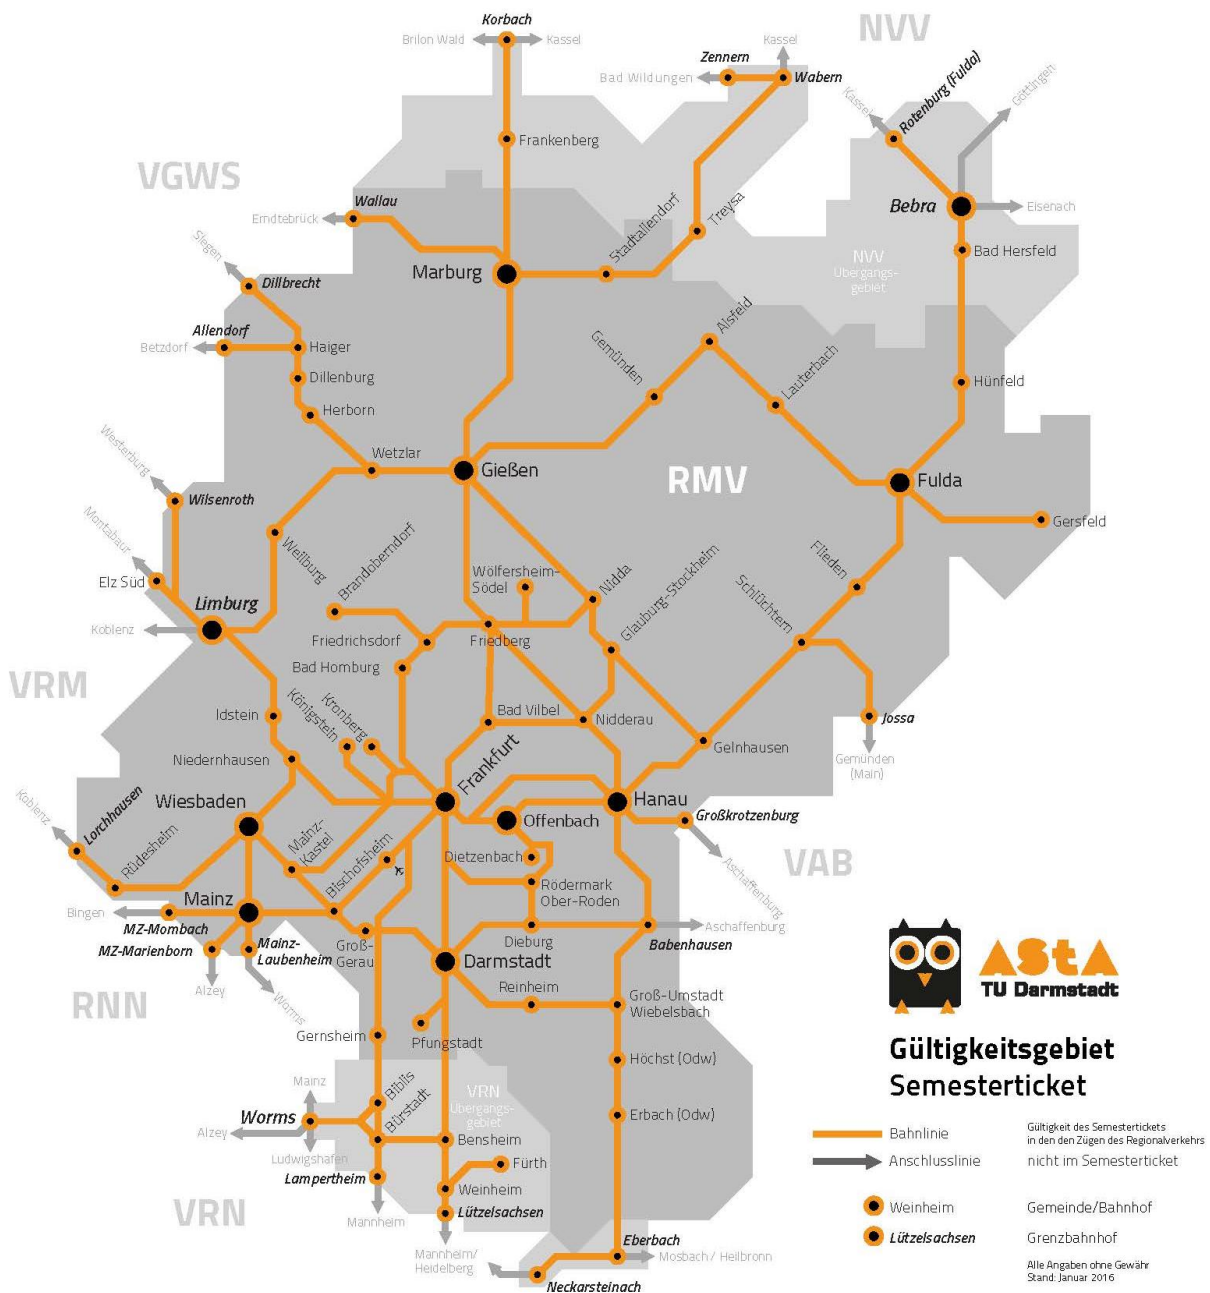 Korbach
Brilon Wald
Kassel
NVV
Zennern
Kassel
Bad Wildungen
Wabern
Rotenburg (Fulda)
Kassel
Göttingen
Frankenberg
VGWS
Wallau
Erndtebrück
Stadtallendorf
Treysa
Bebra
Eisenach
Bad Hersfeld
NVV
Übergangs-
gebiet
Marburg
Siegen
Dillbrecht
Allendorf
Betzdorf
Haiger
Dillenburg
Herborn
Gemünden
Alsfeld
Lauterbach
Hünfeld
Wetzlar
Gießen
RMV
Fulda
Gersfeld
Westerburg
Wilsenroth
Montabaur
Elz Süd
Limburg
Koblenz
Weilburg
Brandoberndorf
Wölfersheim-
Södel
Nidda
Glauburg-Stockheim
Flieden
Schlüchtern
Friedrichsdorf
Friedberg
Bad Homburg
VRM
Idstein
Königstein
Kronberg
Bad Vilbel
Nidderau
Gelnhausen
Jossa
Gemünden
(Main)
Niedernhausen
Wiesbaden
Frankfurt
Offenbach
Hanau
Großkrotzenburg
Aschaffenburg
VAB
Koblenz
Lorchhausen
Rüdesheim
Mainz-
Kastel
Bischofsheim
Dietzenbach
Rödermark
Ober-Roden
Mainz
Bingen
MZ-Mombach
MZ-Marienborn
Mainz-
Laubenheim
Alzey
Worms
RNN
Groß-
Gerau
Darmstadt
Dieburg
Babenhausen
Aschaffenburg
Reinheim
Groß-Umstadt
Wiebelsbach
Pfungstadt
Gernsheim
Höchst (Odw)
Erbach (Odw)
Mainz
Worms
Alzey
Ludwigshafen
Biblis
Bürstadt
VRN
Übergangs-
gebiet
Bensheim
Fürth
Lampertheim
Weinheim
Mannheim
Lützelsachsen
VRN
Mannheim/
Heidelberg
Eberbach
Mosbach / Heilbronn
Neckarsteinach
AStA
TU Darmstadt
Gültigkeitsgebiet
Semesterticket
Bahnlinie
Gültigkeit des Semestertickets
in den den Zügen des Regionalverkehrs
Anschlusslinie
nicht im Semesterticket
Weinheim
Gemeinde/Bahnhof
Lützelsachsen
Grenzbahnhof
Alle Angaben ohne Gewähr
Stand: Januar 2016